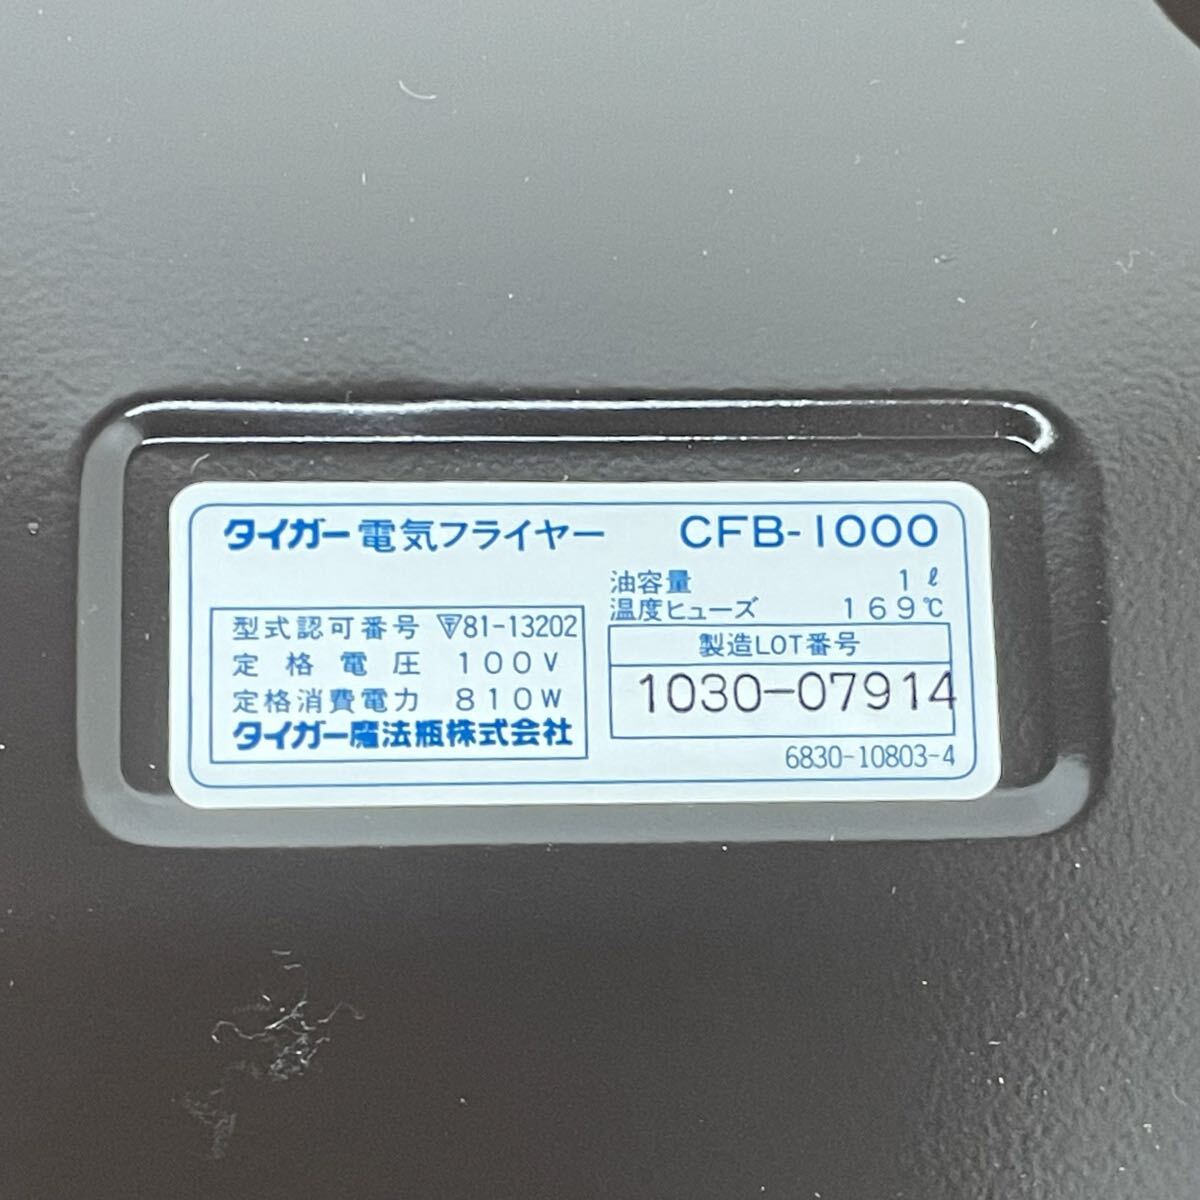 タイガー電気フライヤー CFB-1000
油容量 1ℓ
温度ヒューズ 169℃
型式認可番号 81-13202
定格電圧 100V
定格消費電力 810W
タイガー魔法瓶株式会社
製造LOT番号
1030-07914
6830-10803-4